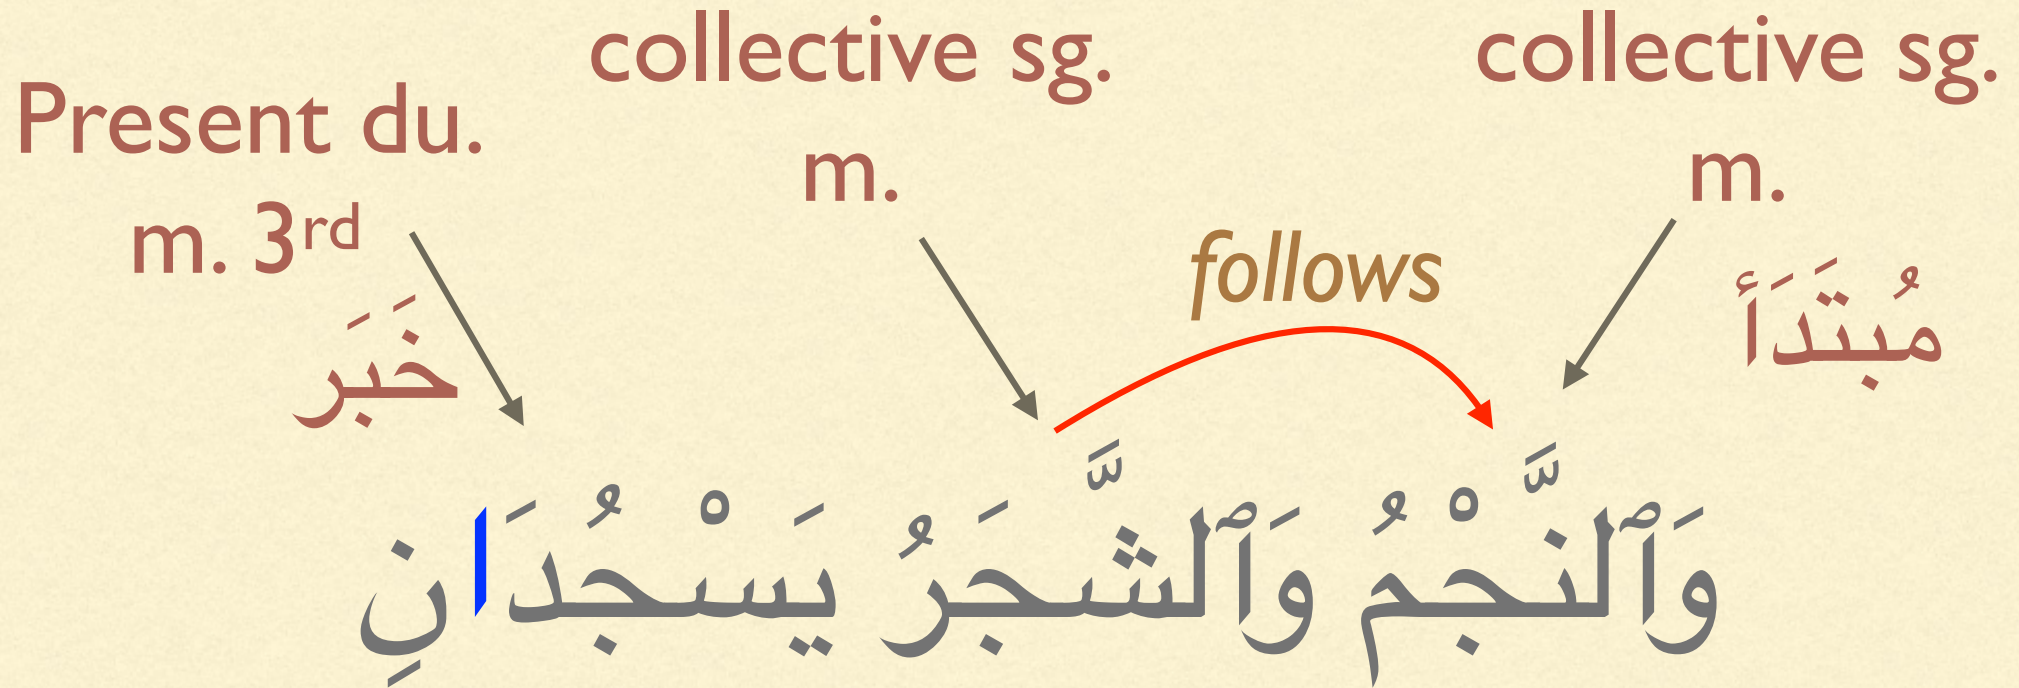 collective sg.
m.
collective sg.
m.
Present du.
m. 3rd
follows
مُبتَدَأ
خَبَر
وَٱلنَّجْمُ وَٱلشَّجَرُ يَسْجُدَانِ